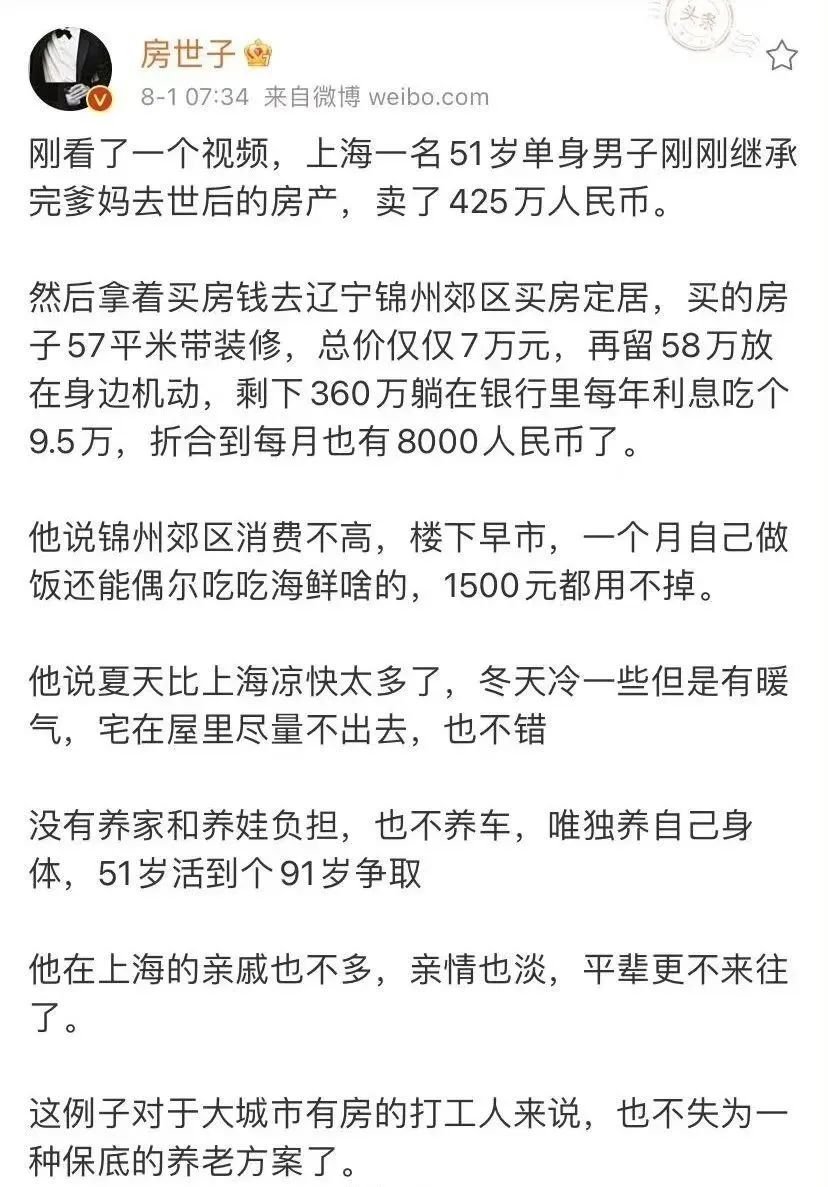 头条
房世子
8-1 07:34 来自微博 weibo.com
刚看了一个视频，上海一名51岁单身男子刚刚继承
完爹妈去世后的房产，卖了425万人民币。
然后拿着买房钱去辽宁锦州郊区买房定居，买的房
子57平米带装修，总价仅仅7万元，再留58万放
在身边机动，剩下360万躺在银行里每年利息吃个
9.5万，折合到每月也有8000人民币了。
他说锦州郊区消费不高，楼下早市，一个月自己做
饭还能偶尔吃吃海鲜啥的，1500元都用不掉。
他说夏天比上海凉快太多了，冬天冷一些但是有暖
气，宅在屋里尽量不出去，也不错
没有养家和养娃负担，也不养车，唯独养自己身
体，51岁活到个91岁争取
他在上海的亲戚也不多，亲情也淡，平辈更不来往
了。
这例子对于大城市有房的打工人来说，也不失为一
种保底的养老方案了。